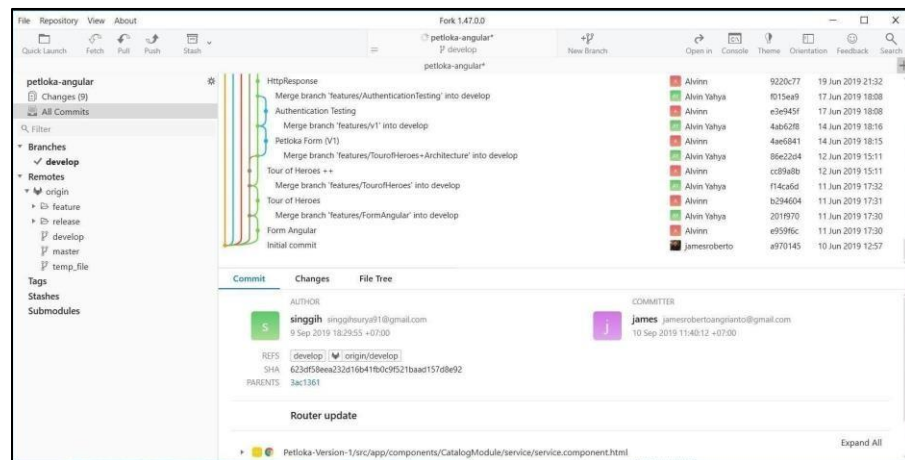 File Repository View About Fork 1.47.0.0
Quick Launch Fetch Pull Push Stash petloka-angular* develop New Branch Open in Console Theme Orientation Feedback Search
petloka-angular*
petloka-angular
Changes (9)
All Commits
Filter
Branches
develop
Remotes
origin
feature
release
develop
master
temp_file
Tags
Stashes
Submodules
HttpResponse Alvinn 9220c77 19 Jun 2019 21:32
Merge branch 'features/AuthenticationTesting' into develop Alvin Yahya f015ea9 17 Jun 2019 18:08
Authentication Testing Alvinn e3e945f 17 Jun 2019 18:08
Merge branch 'features/v1' into develop Alvin Yahya 4ab62f8 14 Jun 2019 18:16
Petloka Form (V1) Alvinn 4ae6841 14 Jun 2019 18:15
Merge branch 'features/TourofHeroes+Architecture' into develop Alvin Yahya 86e22d4 12 Jun 2019 15:11
Tour of Heroes ++ Alvinn cc89a8b 12 Jun 2019 15:11
Merge branch 'features/TourofHeroes' into develop Alvin Yahya f14ca6d 11 Jun 2019 17:32
Tour of Heroes Alvinn b294604 11 Jun 2019 17:31
Merge branch 'features/FormAngular' into develop Alvin Yahya 201f970 11 Jun 2019 17:30
Form Angular Alvinn e959f6c 11 Jun 2019 17:30
Initial commit jamesroberto a970145 10 Jun 2019 12:57
Commit Changes File Tree
AUTHOR COMMITTER
S singgih singgihsurya91@gmail.com j james jamesrobertoangrianto@gmail.com
9 Sep 2019 18:29:55 +07:00 10 Sep 2019 11:40:12 +07:00
REFS develop origin/develop
SHA 623df58eea232d16b41fb0c9f521baad157d8e92
PARENTS 3ac1361
Router update
Expand All
Petloka-Version-1/src/app/components/CatalogModule/service/service.component.html